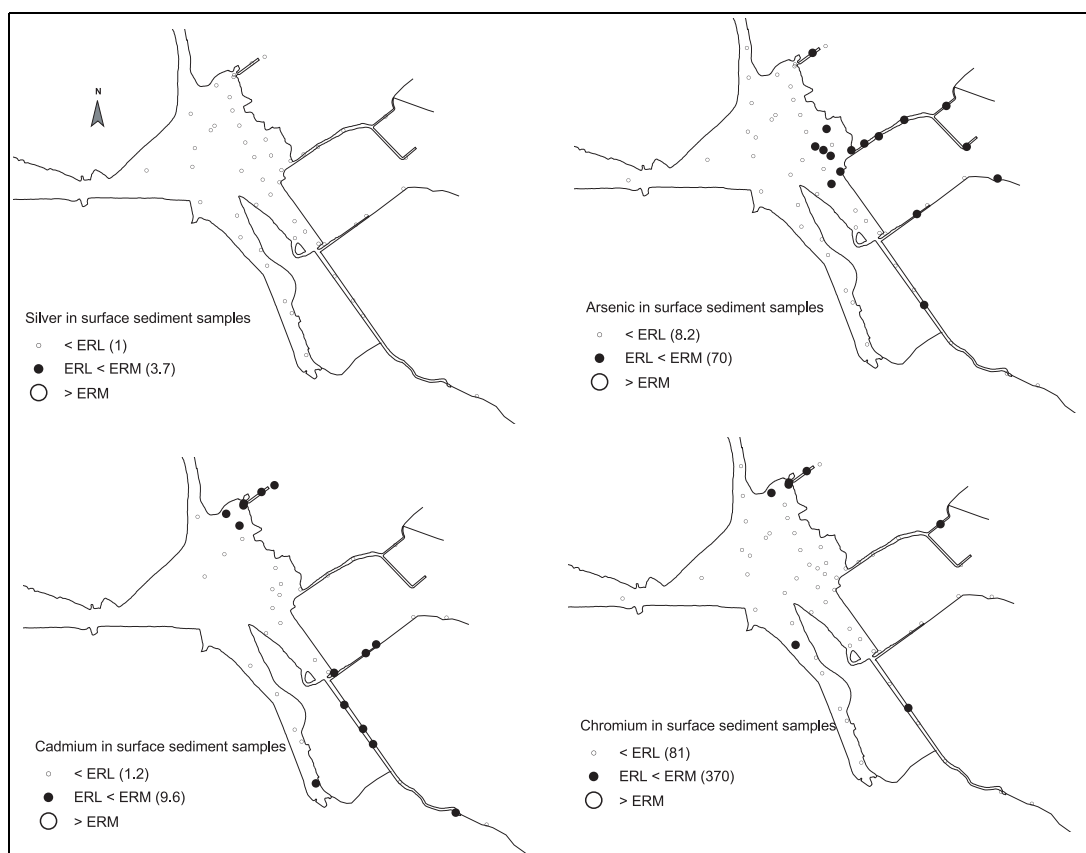 N
Silver in surface sediment samples
< ERL (1)
ERL < ERM (3.7)
> ERM
Arsenic in surface sediment samples
< ERL (8.2)
ERL < ERM (70)
> ERM
Cadmium in surface sediment samples
< ERL (1.2)
ERL < ERM (9.6)
> ERM
Chromium in surface sediment samples
< ERL (81)
ERL < ERM (370)
> ERM